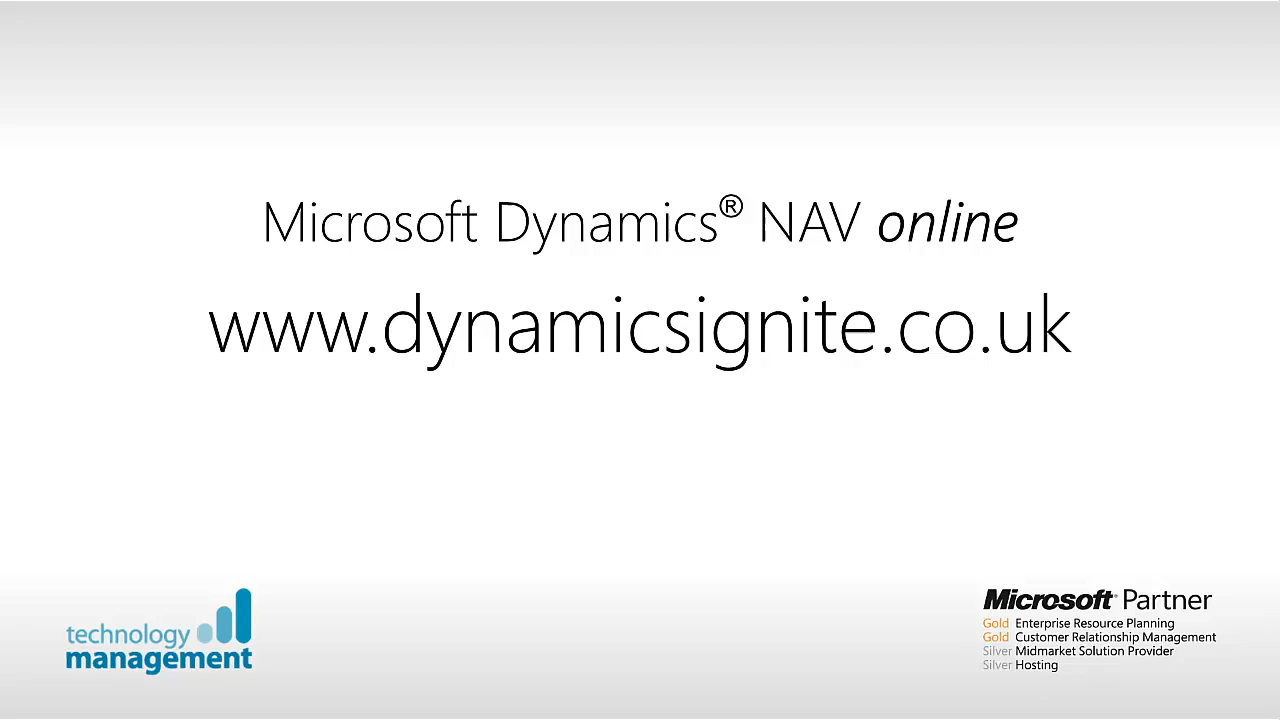 Microsoft Dynamics® NAV online
www.dynamicsignite.co.uk
technology
management
Microsoft® Partner
Gold Enterprise Resource Planning
Gold Customer Relationship Management
Silver Midmarket Solution Provider
Silver Hosting